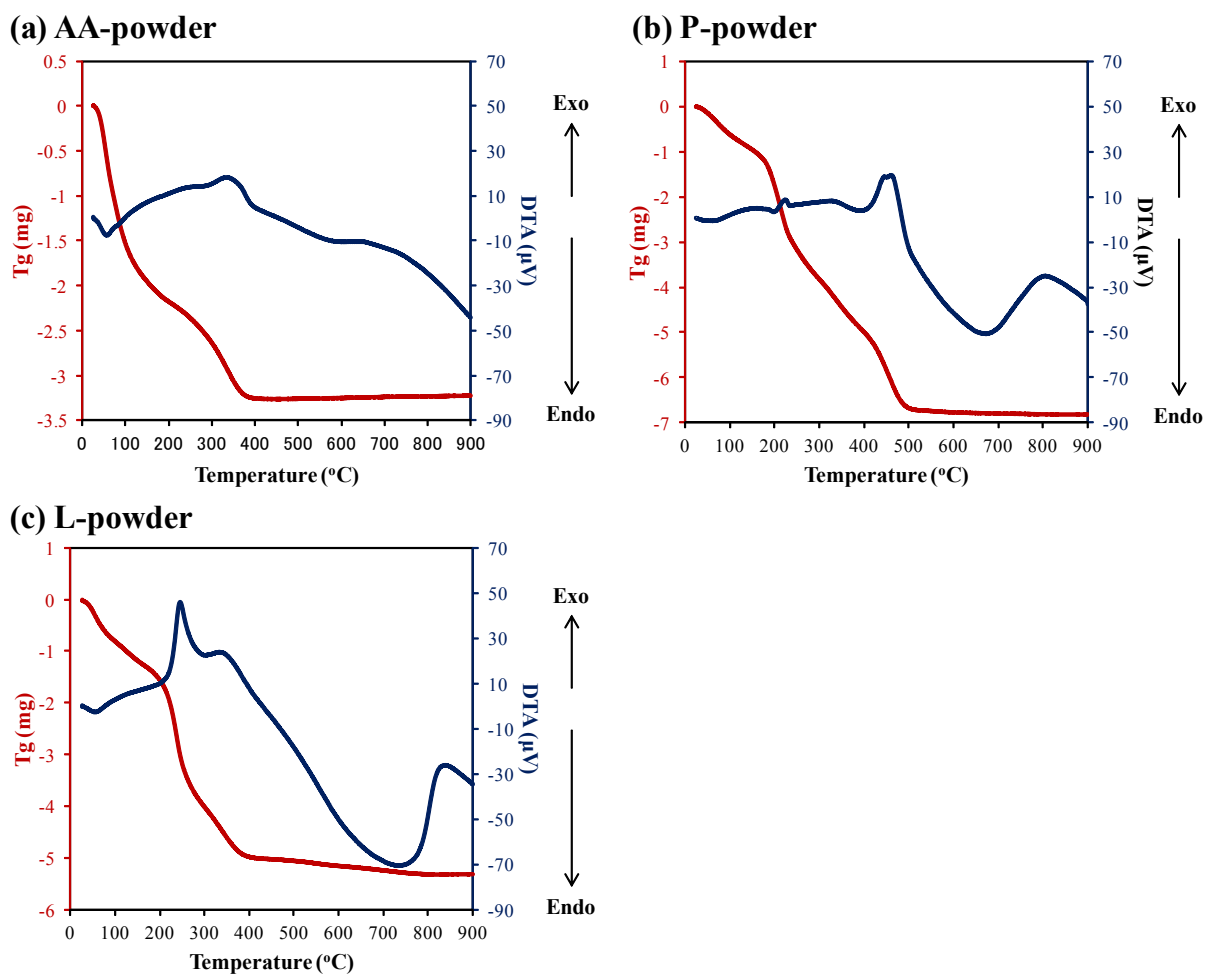 (a) AA-powder
0.5
0
-0.5
-1
-1.5
-2
-2.5
-3
-3.5
Tg (mg)
70
50
30
10
-10
-30
-50
-70
-90
DTA (µV)
Exo
Endo
0 100 200 300 400 500 600 700 800 900
Temperature (°C)
(b) P-powder
1
0
-1
-2
-3
-4
-5
-6
-7
Tg (mg)
70
50
30
10
-10
-30
-50
-70
-90
DTA (µV)
Exo
Endo
0 100 200 300 400 500 600 700 800 900
Temperature (°C)
(c) L-powder
1
0
-1
-2
-3
-4
-5
-6
Tg (mg)
70
50
30
10
-10
-30
-50
-70
-90
DTA (µV)
Exo
Endo
0 100 200 300 400 500 600 700 800 900
Temperature (°C)